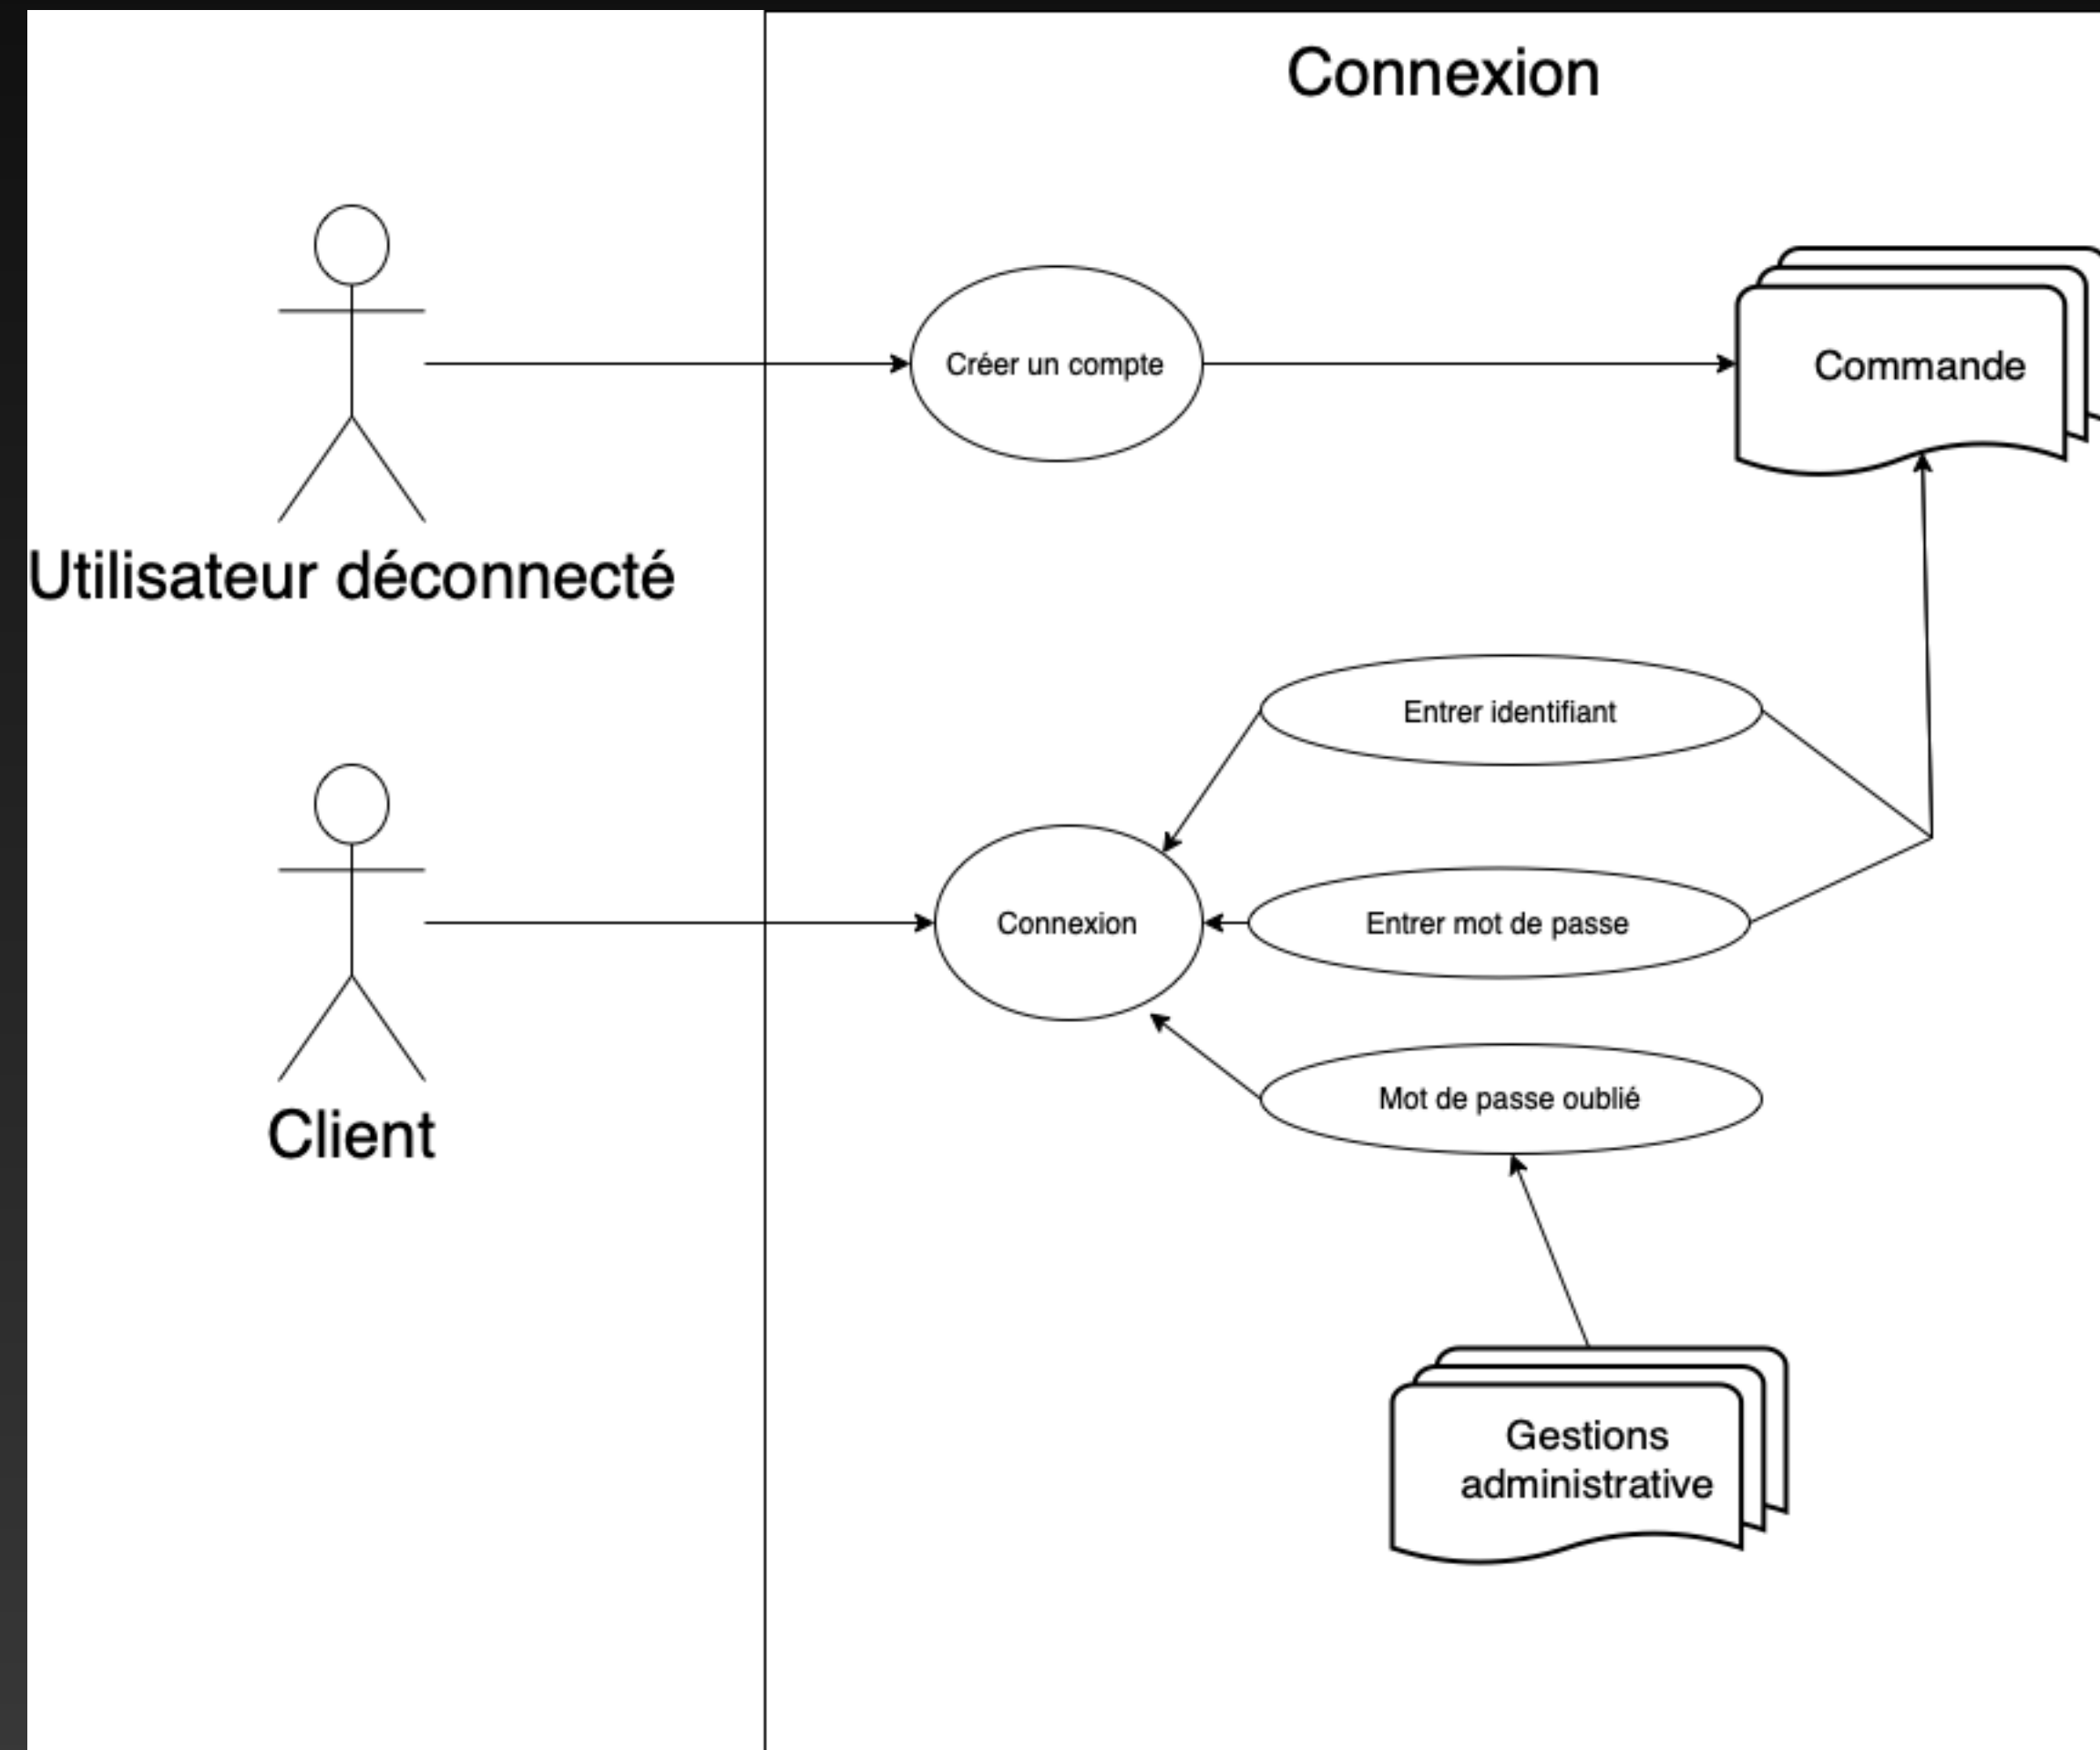 Connexion
Créer un compte
Commande
Utilisateur déconnecté
Entrer identifiant
Connexion
Entrer mot de passe
Mot de passe oublié
Client
Gestions
administrative